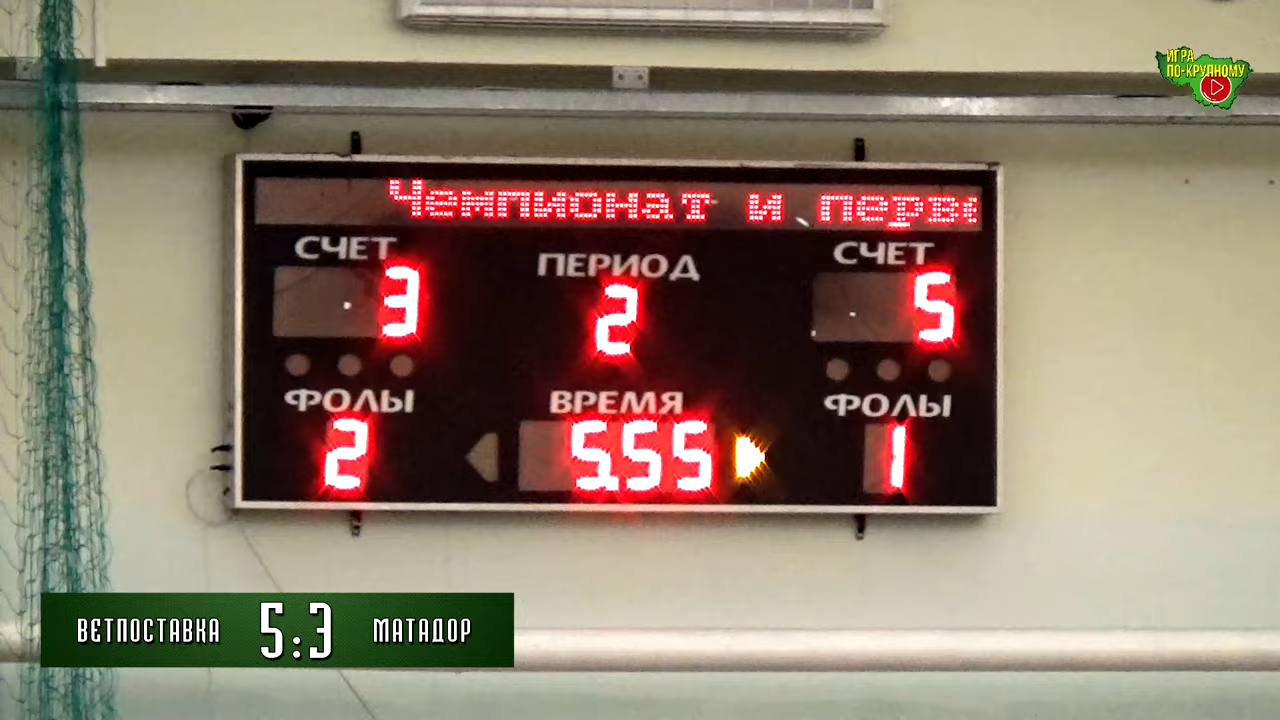 ИГРА
ПО-КРУПНОМУ
Чемпионат и перв
СЧЕТ ПЕРИОД СЧЕТ
3 2 5
ФОЛЫ ВРЕМЯ ФОЛЫ
2 5.55 1
ВЕТПОСТАВКА 5:3 МАТАДОР